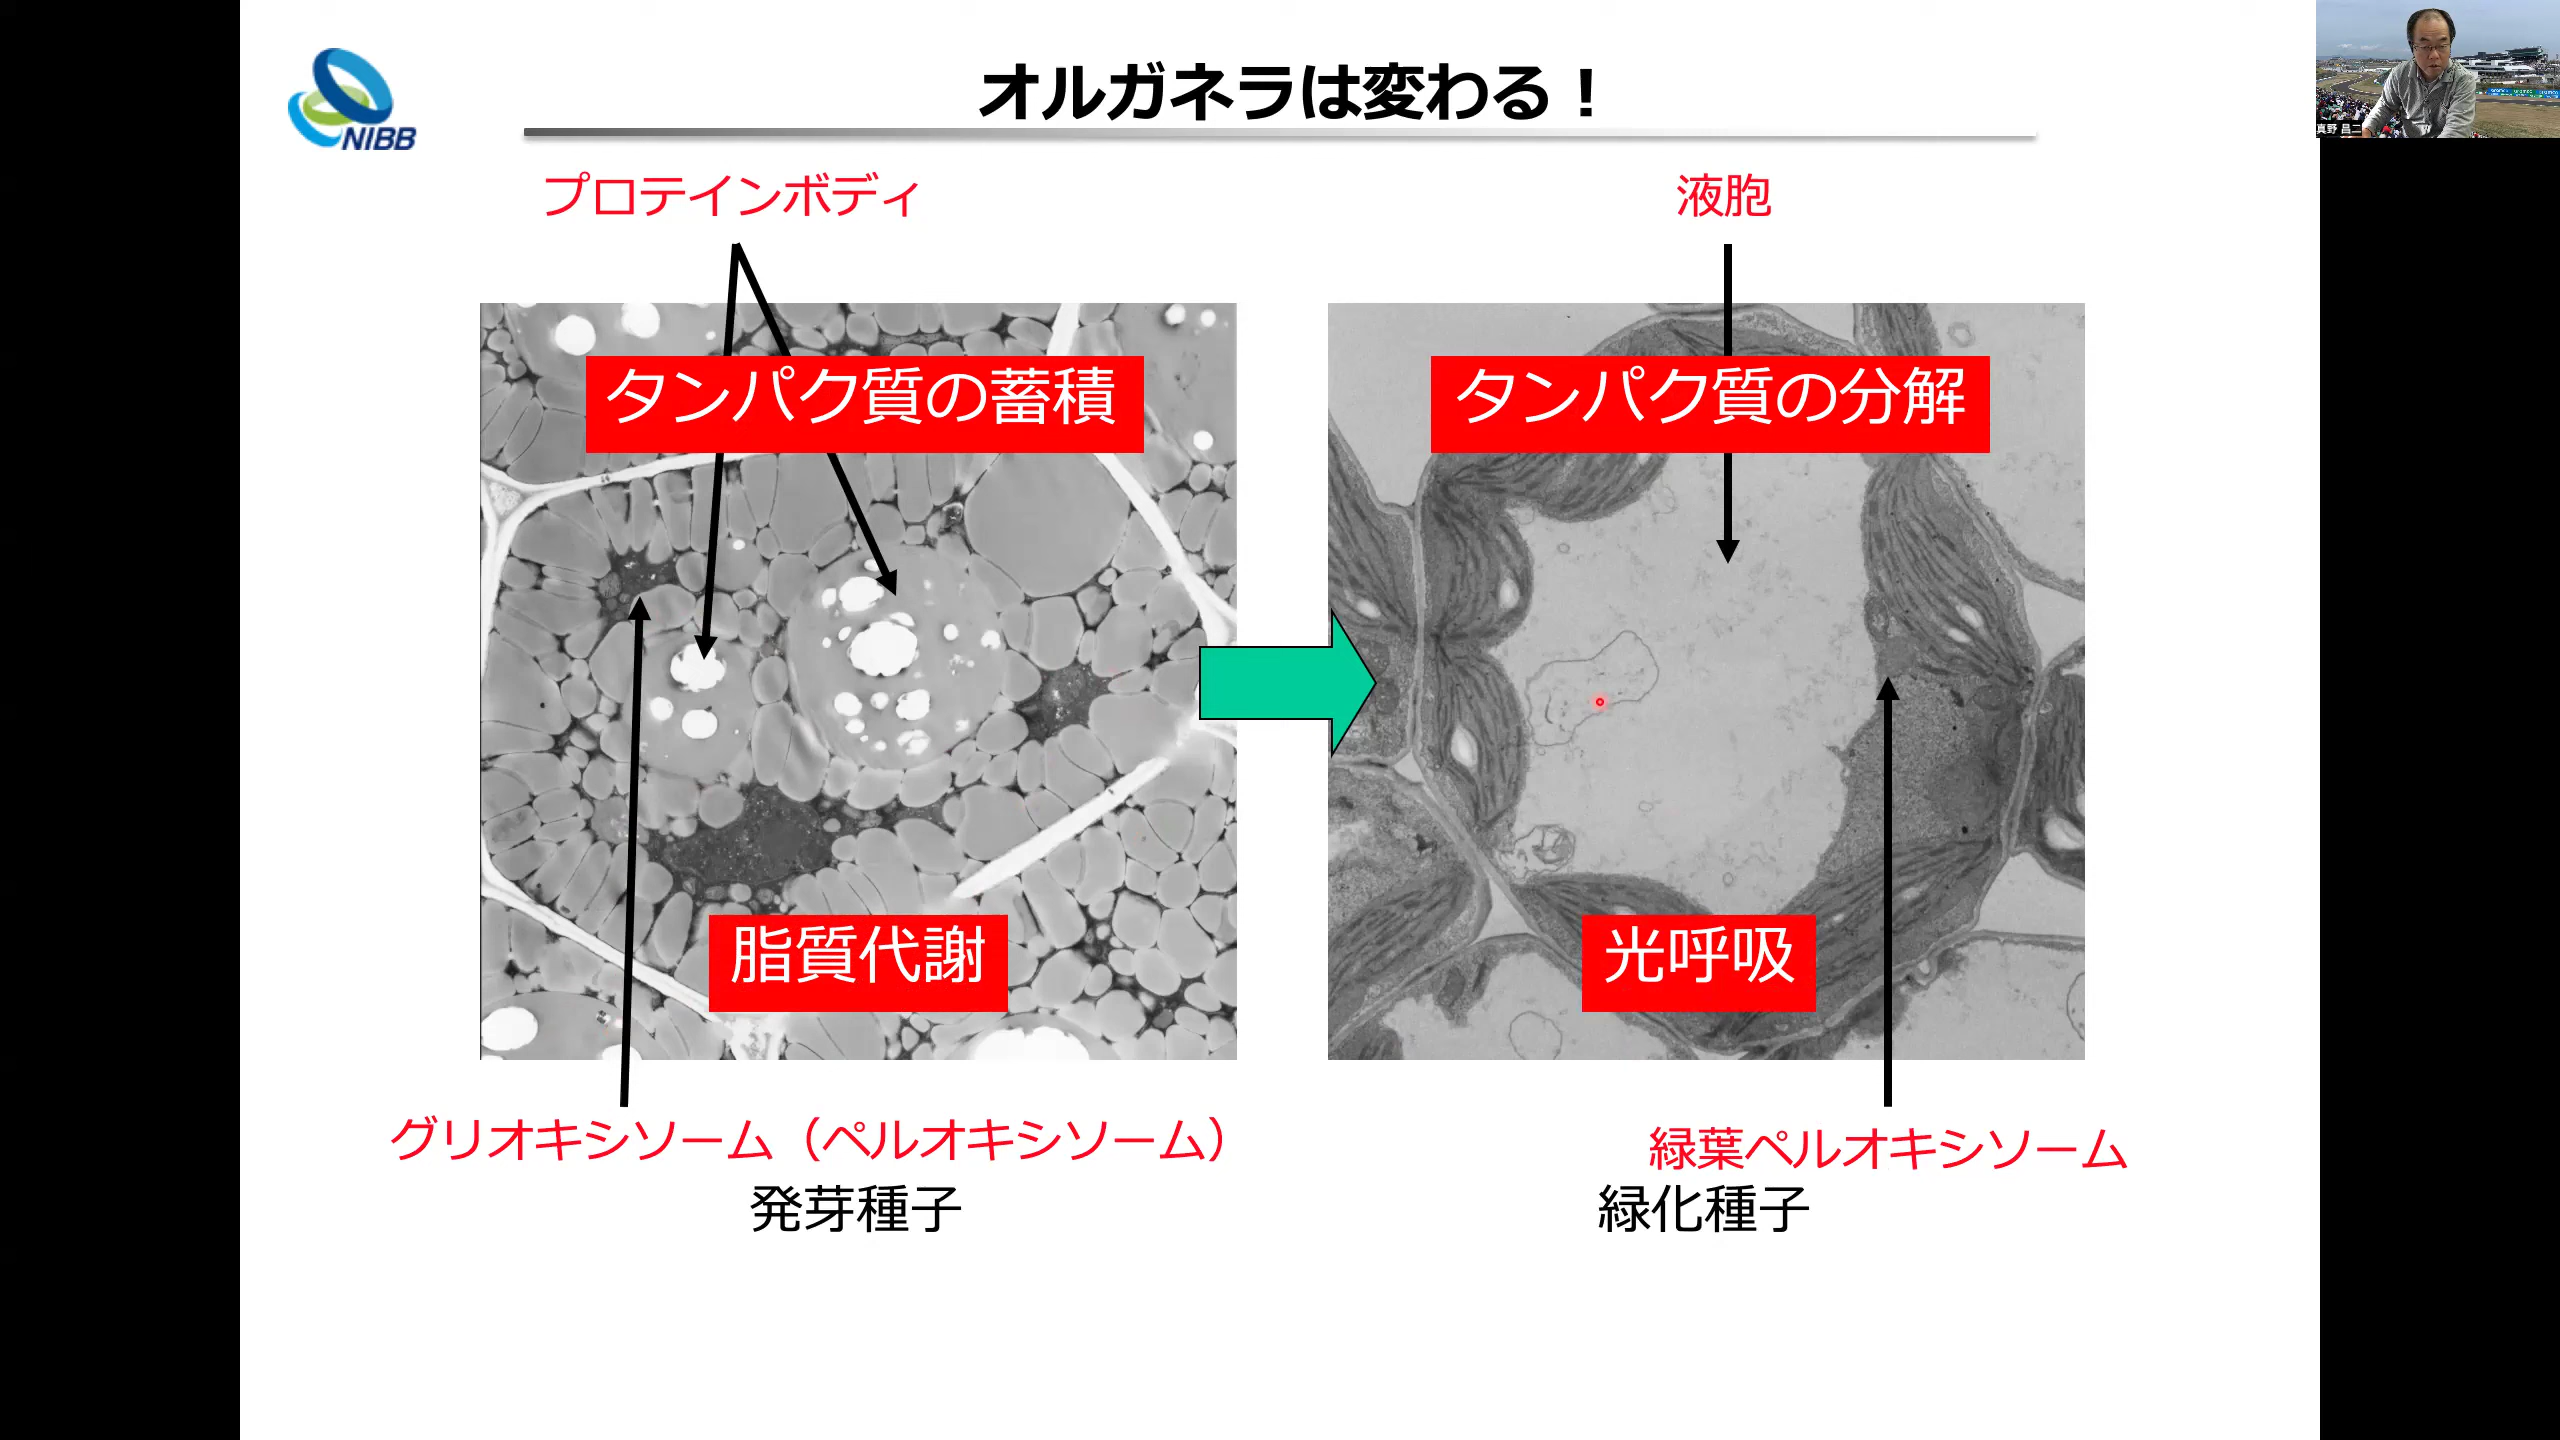 NIBB
オルガネラは変わる！
プロテインボディ
液胞
タンパク質の蓄積
タンパク質の分解
脂質代謝
光呼吸
グリオキシソーム（ペルオキシソーム）
緑葉ペルオキシソーム
発芽種子
緑化種子
真野 昌二